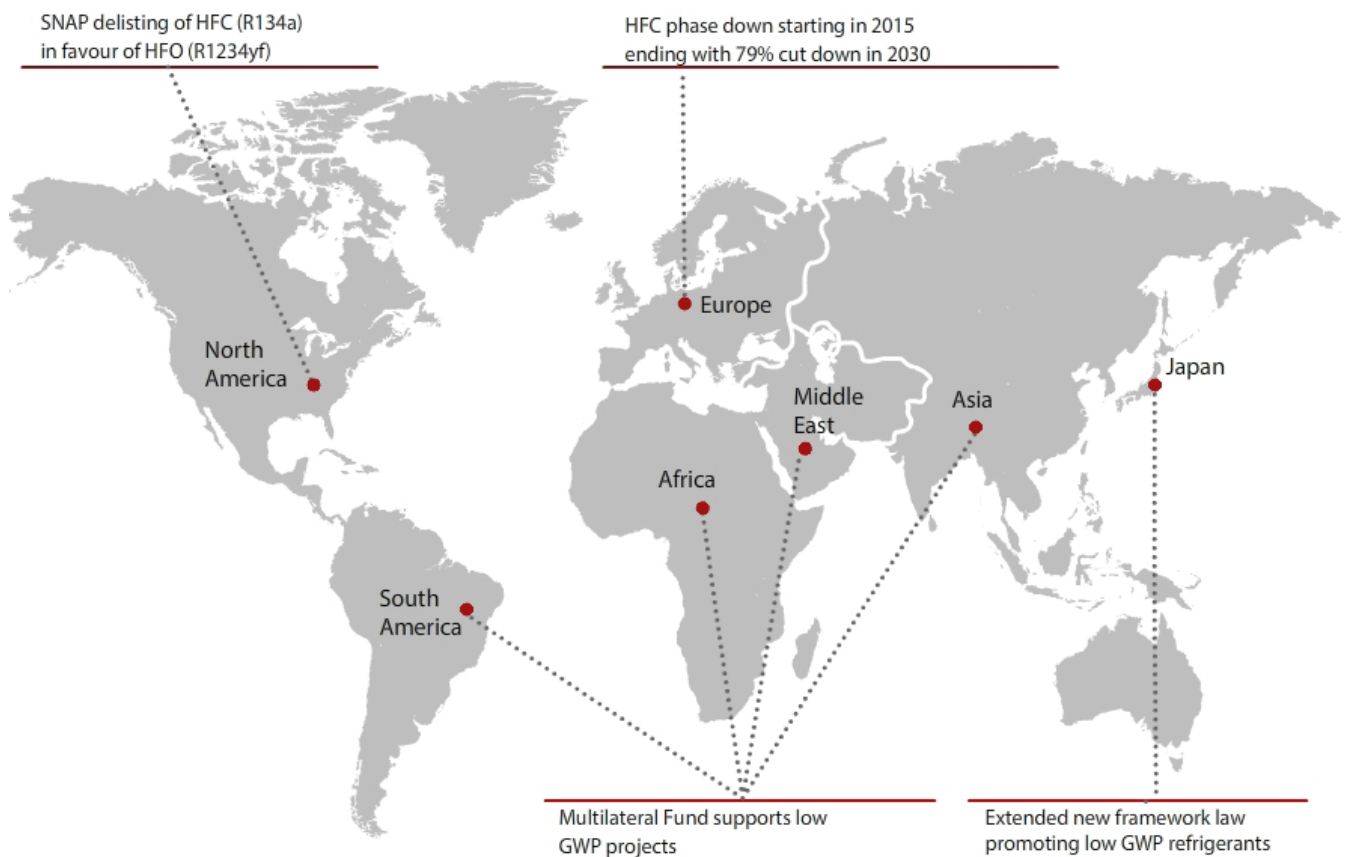 SNAP delisting of HFC (R134a)
in favour of HFO (R1234yf)
HFC phase down starting in 2015
ending with 79% cut down in 2030
Europe
North
America
Japan
Middle
East
Asia
Africa
South
America
Multilateral Fund supports low
GWP projects
Extended new framework law
promoting low GWP refrigerants